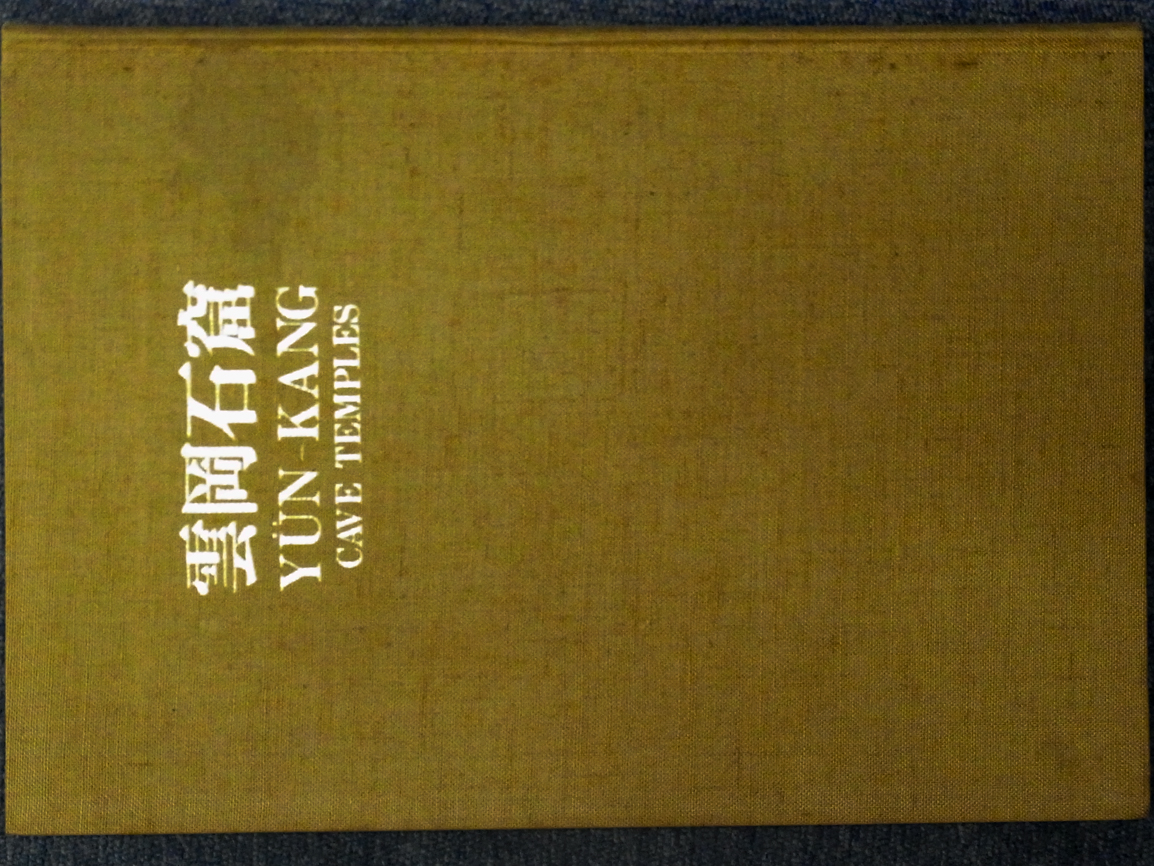 雲岡石窟
YÜN-KANG
CAVE TEMPLES